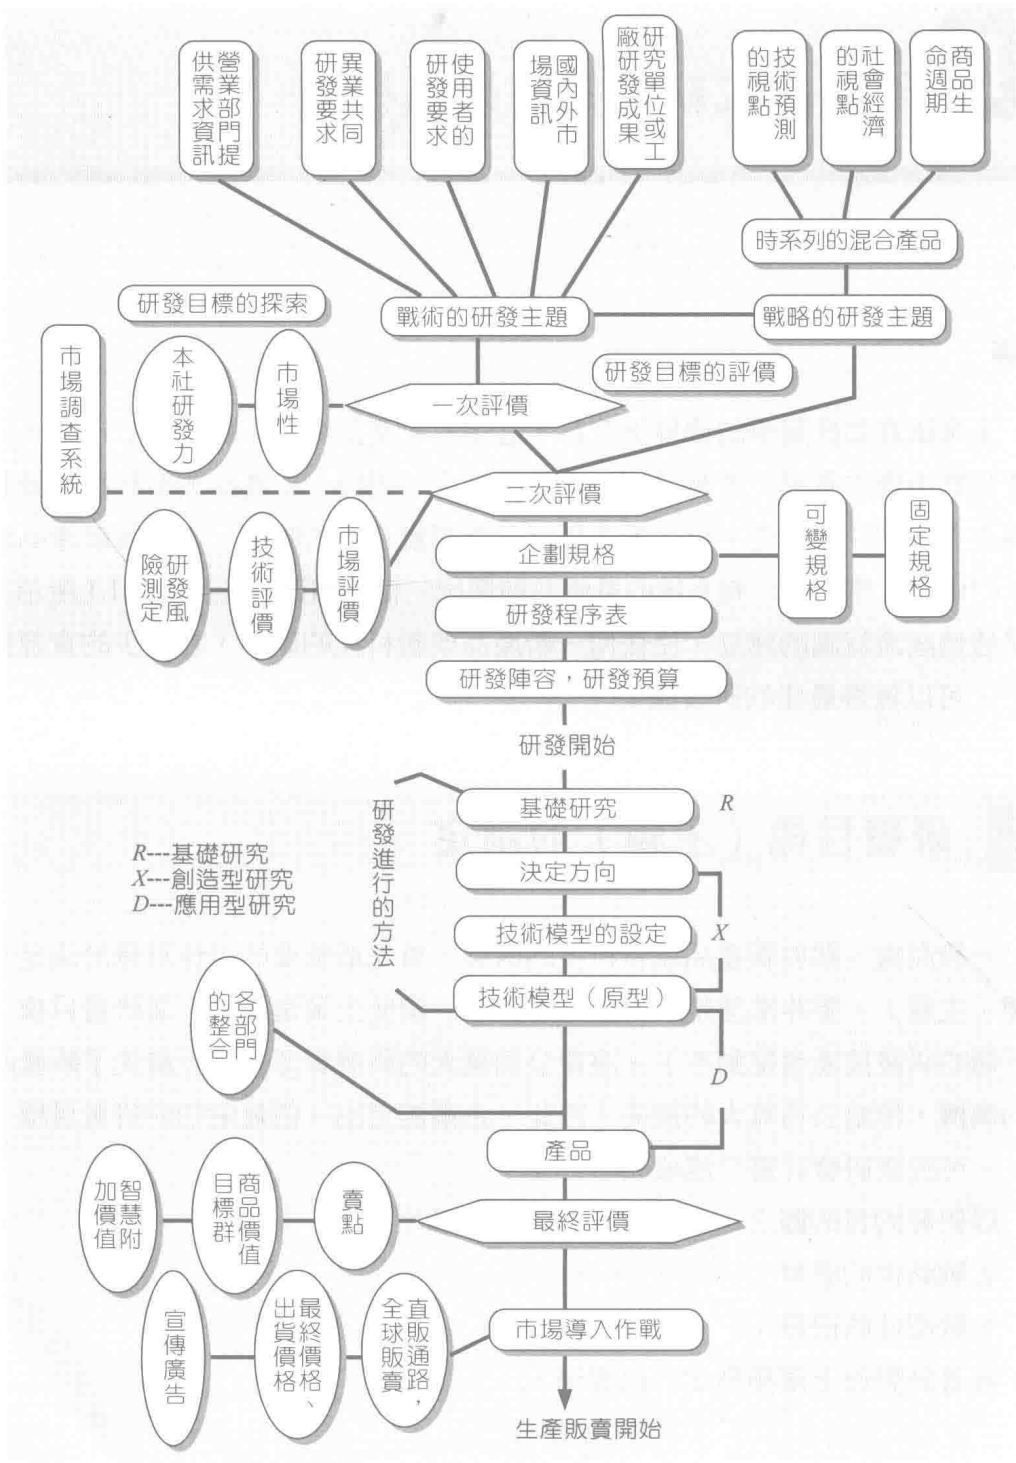 營業部門提
供需求資訊
異業共同
研發要求
使用者的
研發要求
國內外市
場資訊
研究單位或工
廠研發成果
技術預測
的視點
社會經濟
的視點
商品生
命週期
時系列的混合產品
研發目標的探索
戰術的研發主題
戰略的研發主題
市場調查系統
本社研發力
市場性
一次評價
研發目標的評價
二次評價
研發風
險測定
技術評價
市場評價
企劃規格
可變規格
固定規格
研發程序表
研發陣容，研發預算
研發開始
研發進行的方法
基礎研究
R
R---基礎研究
X---創造型研究
D---應用型研究
決定方向
技術模型的設定
X
技術模型（原型）
各部門
的整合
D
產品
智慧附
加價值
商品價值
目標群
賣點
最終評價
宣傳廣告
最終價格、
出貨價格
直販通路，
全球販賣
市場導入作戰
生產販賣開始